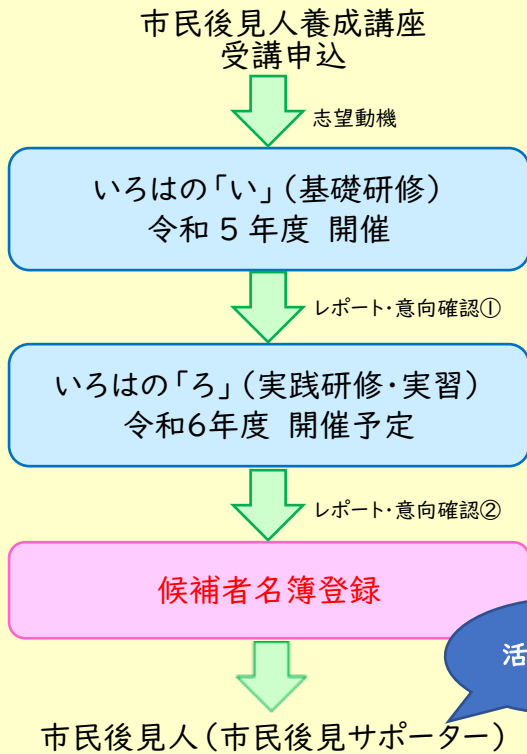 市民後見人養成講座
受講申込
志望動機
いろはの「い」（基礎研修）
令和５年度 開催
レポート・意向確認①
いろはの「ろ」（実践研修・実習）
令和6年度 開催予定
レポート・意向確認②
候補者名簿登録
活
市民後見人（市民後見サポーター）